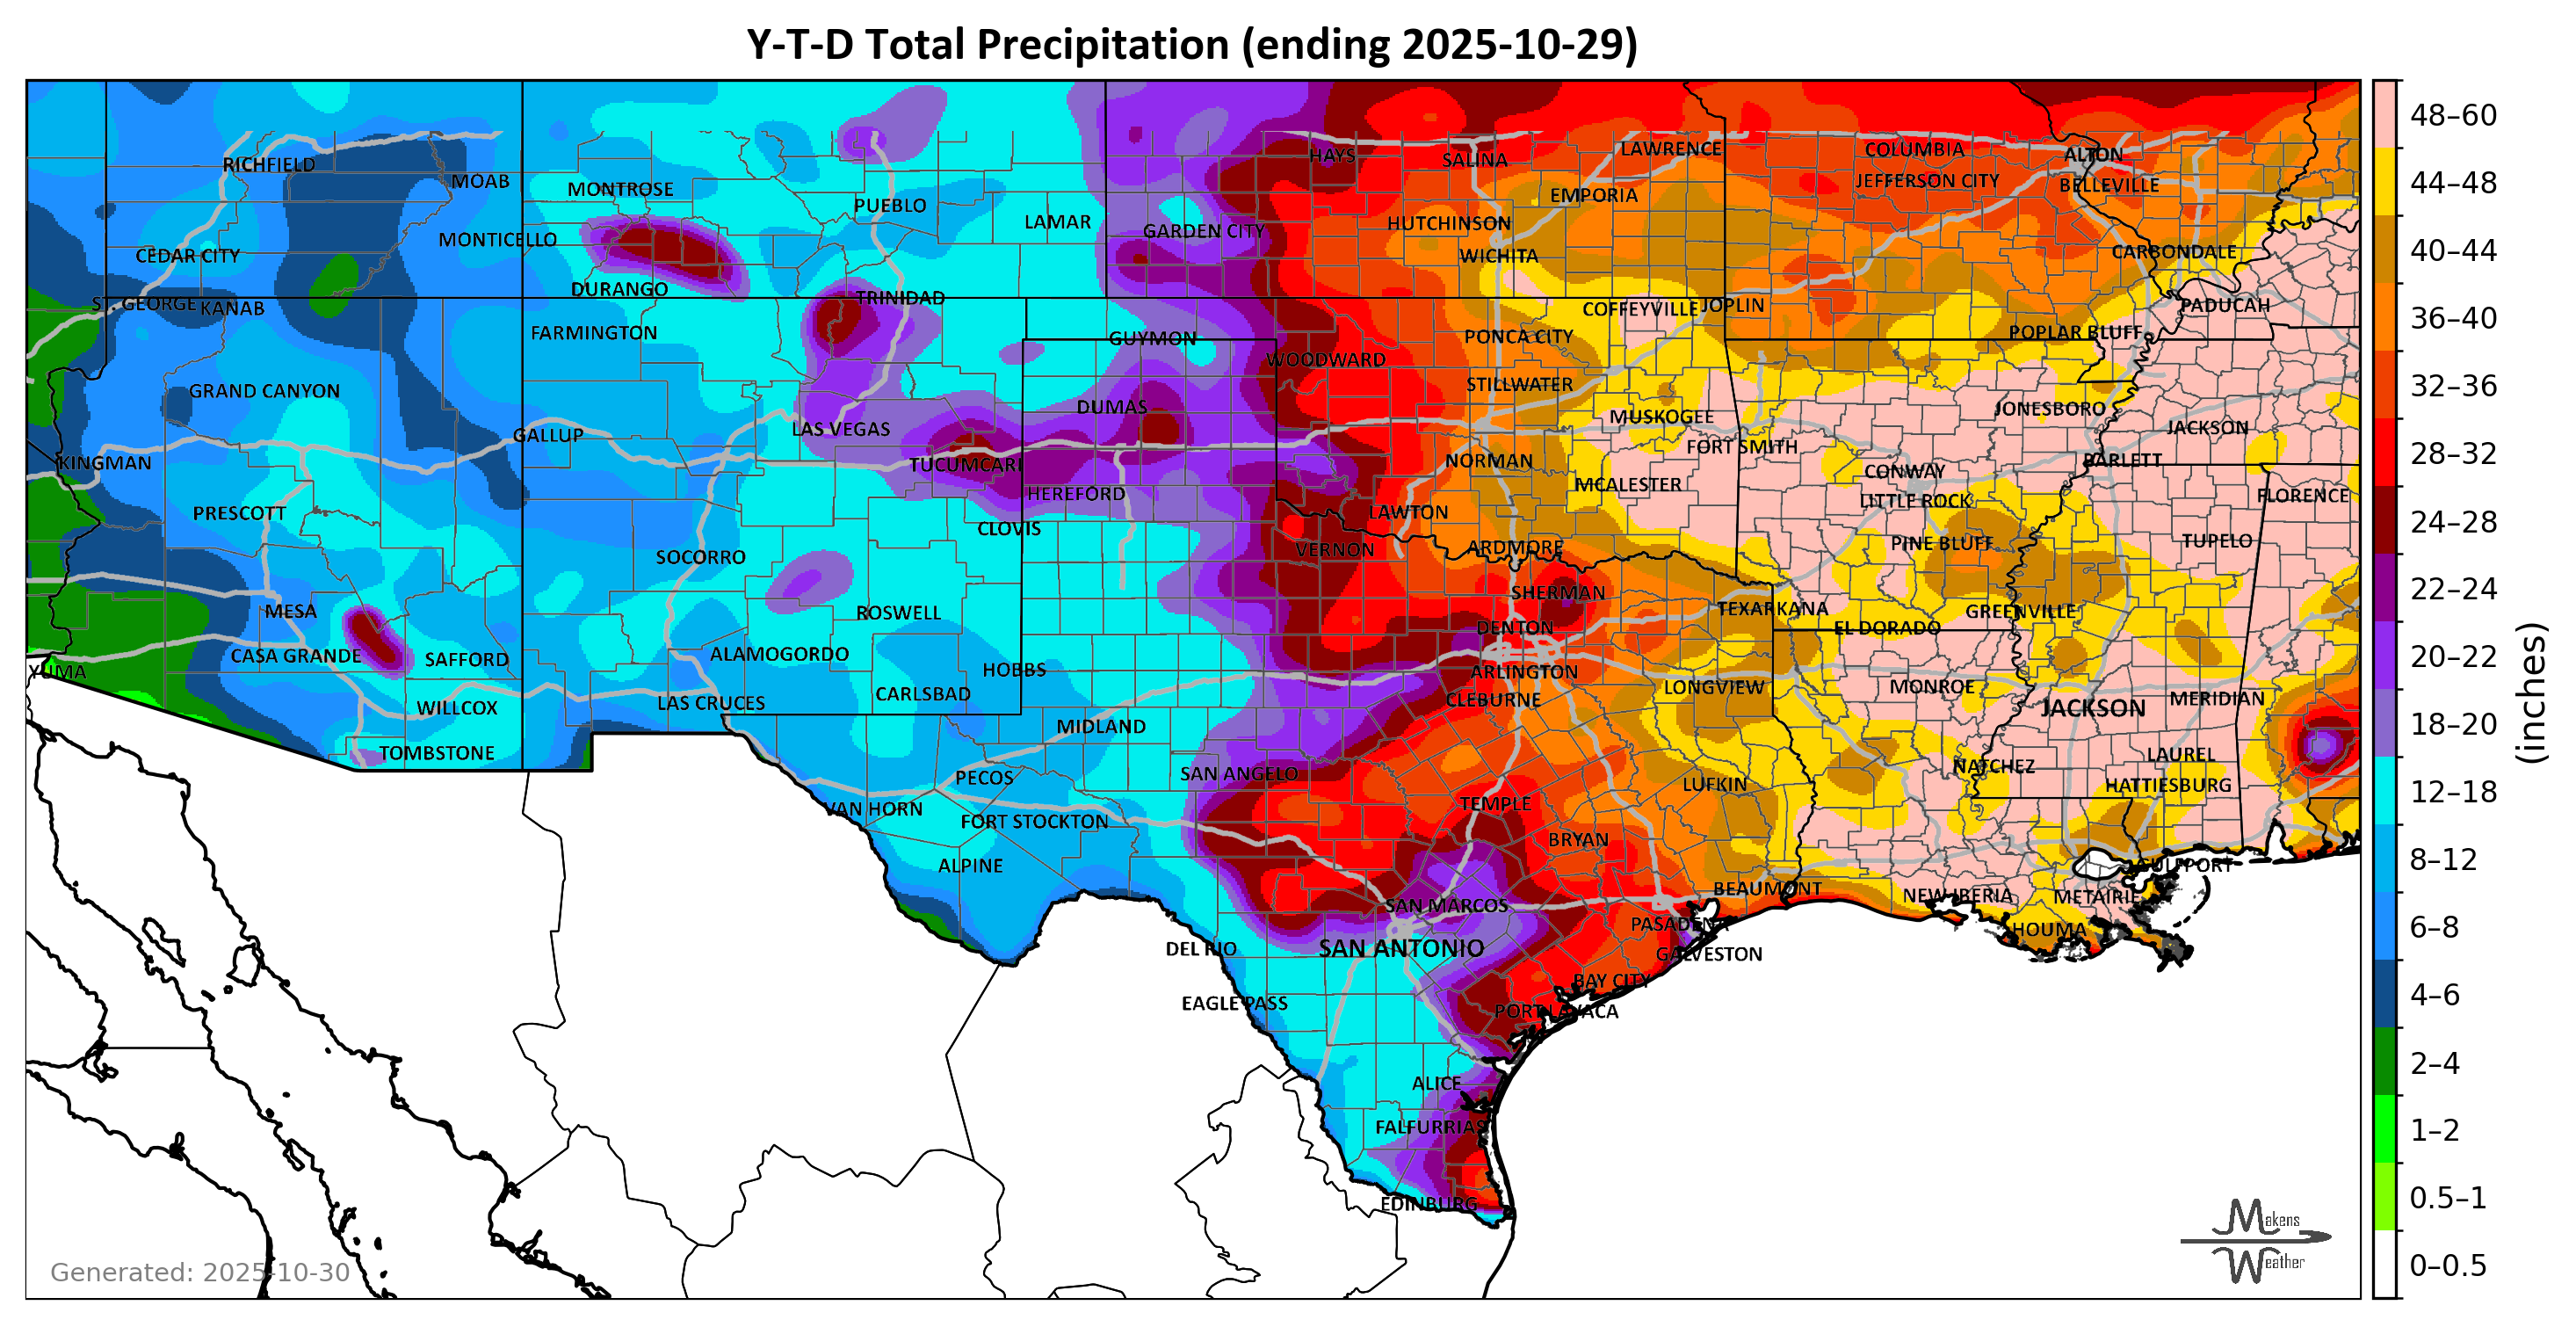 Y-T-D Total Precipitation (ending 2025-10-29)
RICHFIELD
MOAB
MONTROSE
PUEBLO
LAMAR
HAYS
SALINA
LAWRENCE
COLUMBIA
ALTON
JEFFERSON CITY
BELLEVILLE
EMPORIA
HUTCHINSON
GARDEN CITY
MONTICELLO
CEDAR CITY
WICHITA
CARBONDALE
DURANGO
TRINIDAD
ST. GEORGE
KANAB
COFFEYVILLE
JOPLIN
PADUCAH
FARMINGTON
GUYMON
PONCA CITY
POPLAR BLUFF
WOODWARD
GRAND CANYON
STILLWATER
DUMAS
MUSKOGEE
JONESBORO
GALLUP
LAS VEGAS
FORT SMITH
JACKSON
KINGMAN
TUCUMCARI
NORMAN
CONWAY
BARLETT
HEREFORD
MCALESTER
LITTLE ROCK
FLORENCE
PRESCOTT
CLOVIS
LAWTON
SOCORRO
VERNON
ARDMORE
PINE BLUFF
TUPELO
MESA
ROSWELL
SHERMAN
TEXARKANA
GREENVILLE
DENTON
EL DORADO
CASA GRANDE
SAFFORD
ALAMOGORDO
HOBBS
ARLINGTON
YUMA
CARLSBAD
CLEBURNE
LONGVIEW
MONROE
MERIDIAN
WILLCOX
LAS CRUCES
JACKSON
MIDLAND
TOMBSTONE
LAUREL
PECOS
SAN ANGELO
NATCHEZ
LUFKIN
HATTIESBURG
VAN HORN
FORT STOCKTON
TEMPLE
BRYAN
ALPINE
GULFPORT
BEAUMONT
NEW IBERIA
METAIRIE
SAN MARCOS
PASADENA
HOUMA
DEL RIO
SAN ANTONIO
GALVESTON
EAGLE PASS
BAY CITY
PORT LAVACA
ALICE
FALFURRIAS
EDINBURG
48–60
44–48
40–44
36–40
32–36
28–32
24–28
22–24
20–22
18–20
12–18
8–12
6–8
4–6
2–4
1–2
0.5–1
0–0.5
(inches)
Generated: 2025-10-30
Makens
Weather